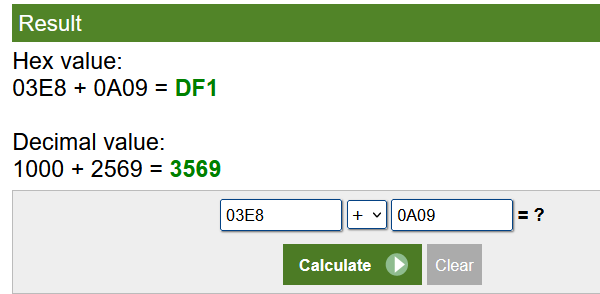 Result
Hex value:
03E8 + 0A09 = DF1
Decimal value:
1000 + 2569 = 3569
03E8 + 0A09 = ?
Calculate Clear